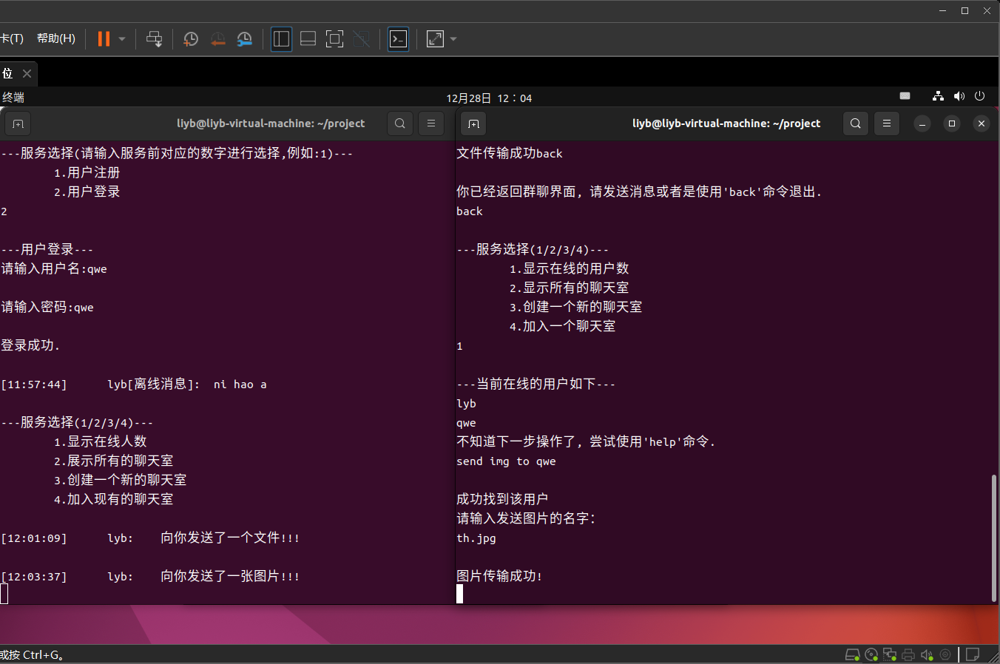 卡(T) 帮助(H)
位
终端
12月28日 12：04
liyb@liyb-virtual-machine: ~/project
---服务选择(请输入服务前对应的数字进行选择,例如:1)---
1.用户注册
2.用户登录
2
---用户登录---
请输入用户名:qwe
请输入密码:qwe
登录成功.
[11:57:44] lyb[离线消息]: ni hao a
---服务选择(1/2/3/4)---
1.显示在线人数
2.展示所有的聊天室
3.创建一个新的聊天室
4.加入现有的聊天室
[12:01:09] lyb: 向你发送了一个文件!!!
[12:03:37] lyb: 向你发送了一张图片!!!
liyb@liyb-virtual-machine: ~/project
文件传输成功back
你已经返回群聊界面, 请发送消息或者是使用'back'命令退出.
back
---服务选择(1/2/3/4)---
1.显示在线的用户数
2.显示所有的聊天室
3.创建一个新的聊天室
4.加入一个聊天室
1
---当前在线的用户如下---
lyb
qwe
不知道下一步操作了, 尝试使用'help'命令.
send img to qwe
成功找到该用户
请输入发送图片的名字:
th.jpg
图片传输成功!
或按 Ctrl+G。